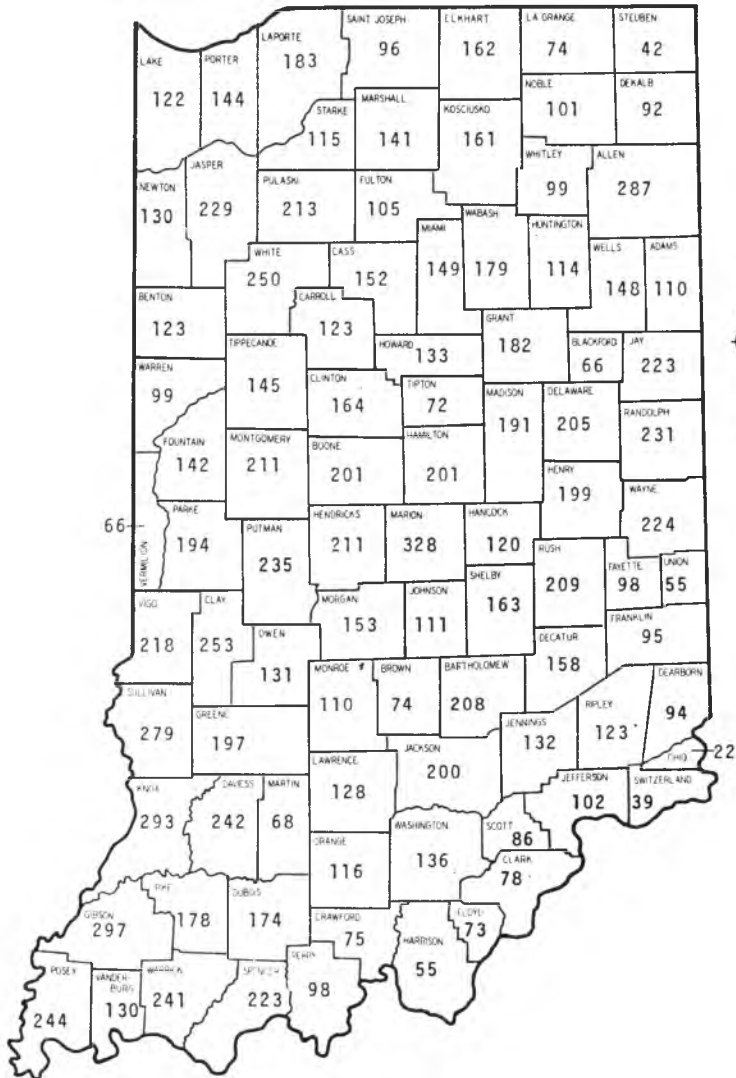 SAINT JOSEPH
ELKHART
LA GRANGE
STEUBEN
LAPORTE
96
162
74
42
183
LAKE
PORTER
122
144
NOBLE
DEKALB
101
92
STARKE
MARSHALL
KOSCIUSKO
115
141
161
WHITLEY
ALLEN
99
287
JASPER
PULASKI
FULTON
NEWTON
229
213
105
130
WABASH
MIAMI
HUNTINGTON
149
179
114
WELLS
ADAMS
148
110
WHITE
CASS
250
152
CARROLL
BENTON
123
123
GRANT
182
TIPPECANOE
HOWARD
133
BLACKFORD
JAY
66
223
WARREN
145
CLINTON
TIPTON
MADISON
DELAWARE
99
164
72
191
205
RANDOLPH
231
FOUNTAIN
MONTGOMERY
BOONE
HAMILTON
142
211
201
201
HENRY
199
WAYNE
224
PARKE
HENDRICKS
MARION
HANCOCK
66
194
PUTMAN
211
328
120
RUSH
235
209
FAYETTE
UNION
98
55
VERMILION
SHELBY
163
VIGO
CLAY
MORGAN
JOHNSON
218
253
153
111
FRANKLIN
95
OWEN
DECATUR
131
158
MONROE
BROWN
BARTHOLOMEW
110
74
208
DEARBORN
94
SULLIVAN
GREENE
JENNINGS
RIPLEY
279
197
132
123
JACKSON
200
OHIO
22
LAWRENCE
128
KNOX
DAVIESS
MARTIN
JEFFERSON
SWITZERLAND
293
242
68
102
39
ORANGE
WASHINGTON
SCOTT
116
136
86
CLARK
78
PIKE
DUBOIS
GIBSON
178
174
297
CRAWFORD
FLOYD
75
73
HARRISON
55
PERRY
POSEY
VANDER-
BURG
WARRICK
SPENCER
98
244
130
241
223